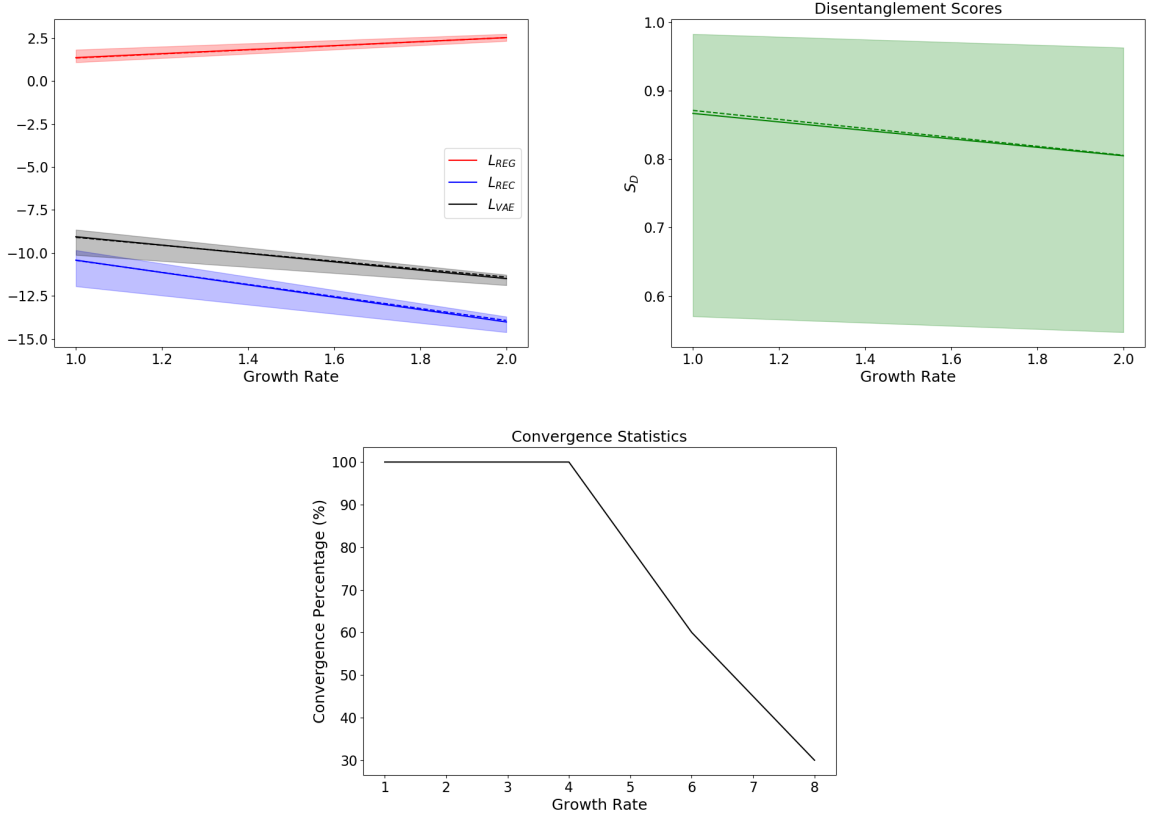 2.5
0.0
−2.5
−5.0
−7.5
−10.0
−12.5
−15.0
L_REG
L_REC
L_VAE
1.0 1.2 1.4 1.6 1.8 2.0
Growth Rate
Disentanglement Scores
1.0
0.9
0.8
0.7
0.6
S_D
1.0 1.2 1.4 1.6 1.8 2.0
Growth Rate
Convergence Statistics
100
90
80
70
60
50
40
30
Convergence Percentage (%)
1 2 3 4 5 6 7 8
Growth Rate